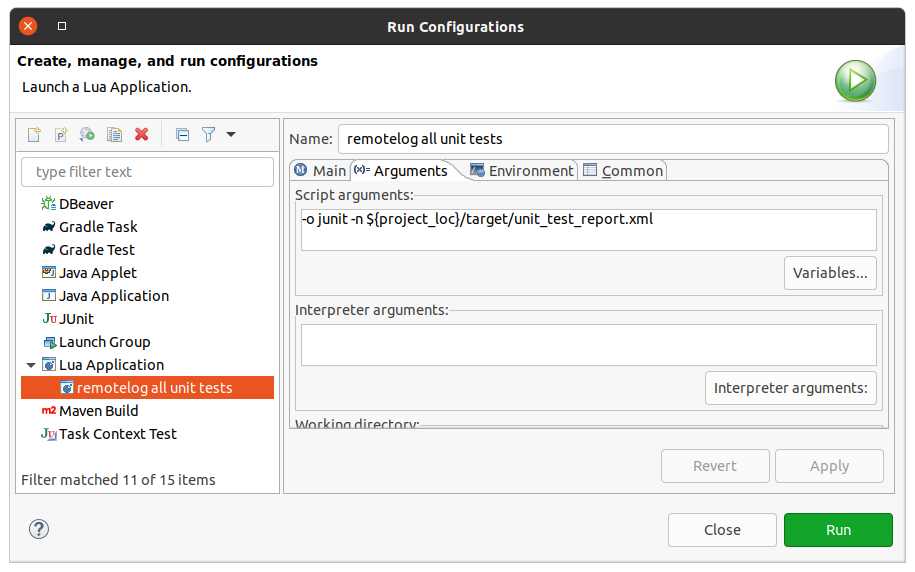 Run Configurations
Create, manage, and run configurations
Launch a Lua Application.
P
type filter text
DBeaver
Gradle Task
Gradle Test
Java Applet
Java Application
JUnit
Launch Group
Lua Application
remotelog all unit tests
m2 Maven Build
Task Context Test
Filter matched 11 of 15 items
Name: remotelog all unit tests
M Main (x)= Arguments Environment Common
Script arguments:
-o junit -n ${project_loc}/target/unit_test_report.xml
Variables...
Interpreter arguments:
Interpreter arguments:
Working directory:
Revert Apply
? Close Run